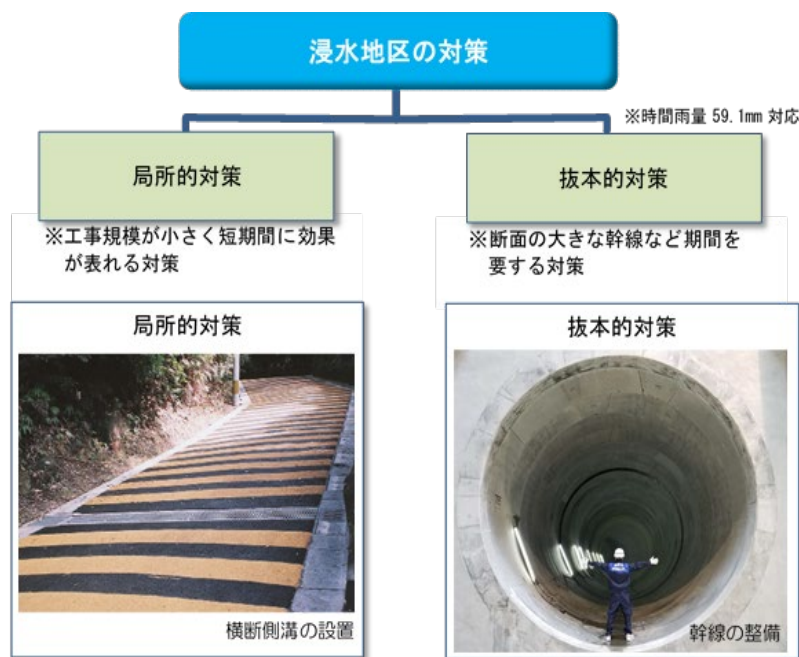 浸水地区の対策
※時間雨量 59.1mm 対応
局所的対策
抜本的対策
※工事規模が小さく短期間に効果
が表れる対策
※断面の大きな幹線など期間を
要する対策
局所的対策
横断側溝の設置
抜本的対策
幹線の整備